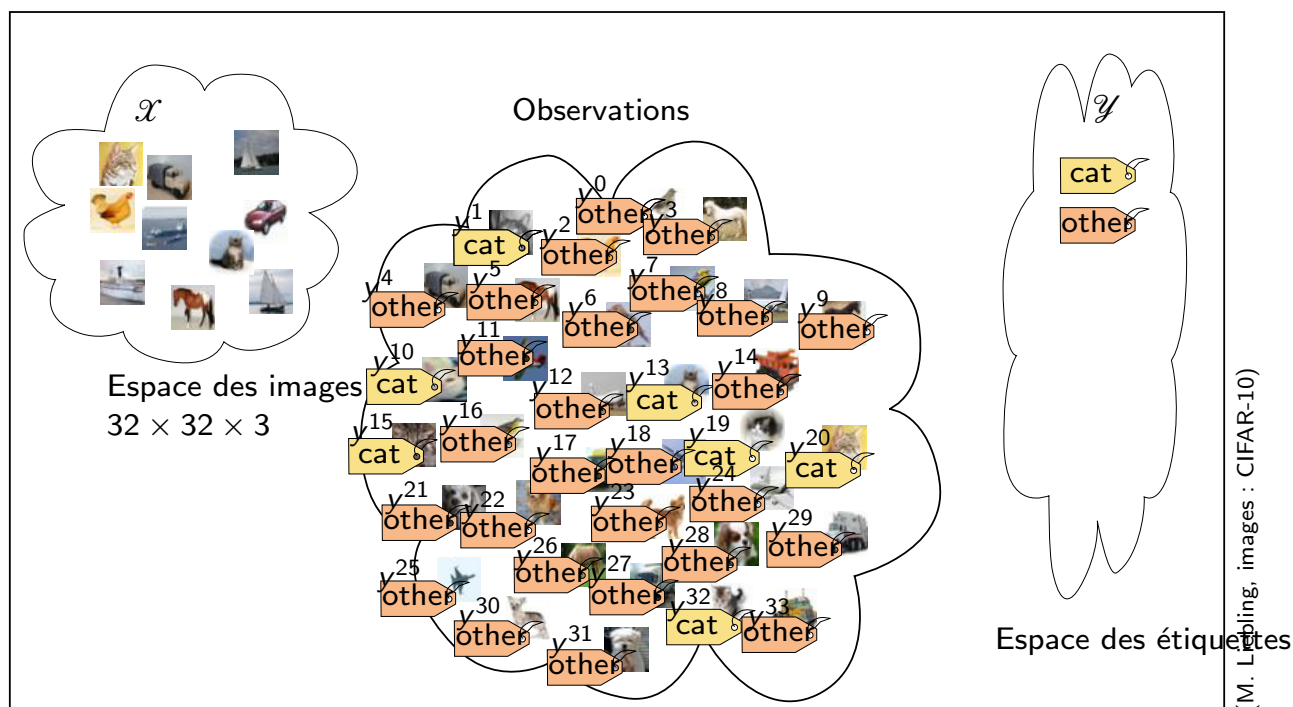 𝒳
Observations
𝒴
cat
other
y⁰
other
y¹
cat
y²
other
y³
other
y⁴
other
y⁵
other
y⁶
other
y⁷
other
y⁸
other
y⁹
other
y¹⁰
cat
y¹¹
other
y¹²
other
y¹³
cat
y¹⁴
other
y¹⁵
cat
y¹⁶
other
y¹⁷
other
y¹⁸
other
y¹⁹
cat
y²⁰
cat
y²¹
other
y²²
other
y²³
other
y²⁴
other
y²⁵
other
y²⁶
other
y²⁷
other
y²⁸
other
y²⁹
other
y³⁰
other
y³¹
other
y³²
cat
y³³
other
Espace des images
32 × 32 × 3
Espace des étiquettes
(M. Liebling, images : CIFAR-10)